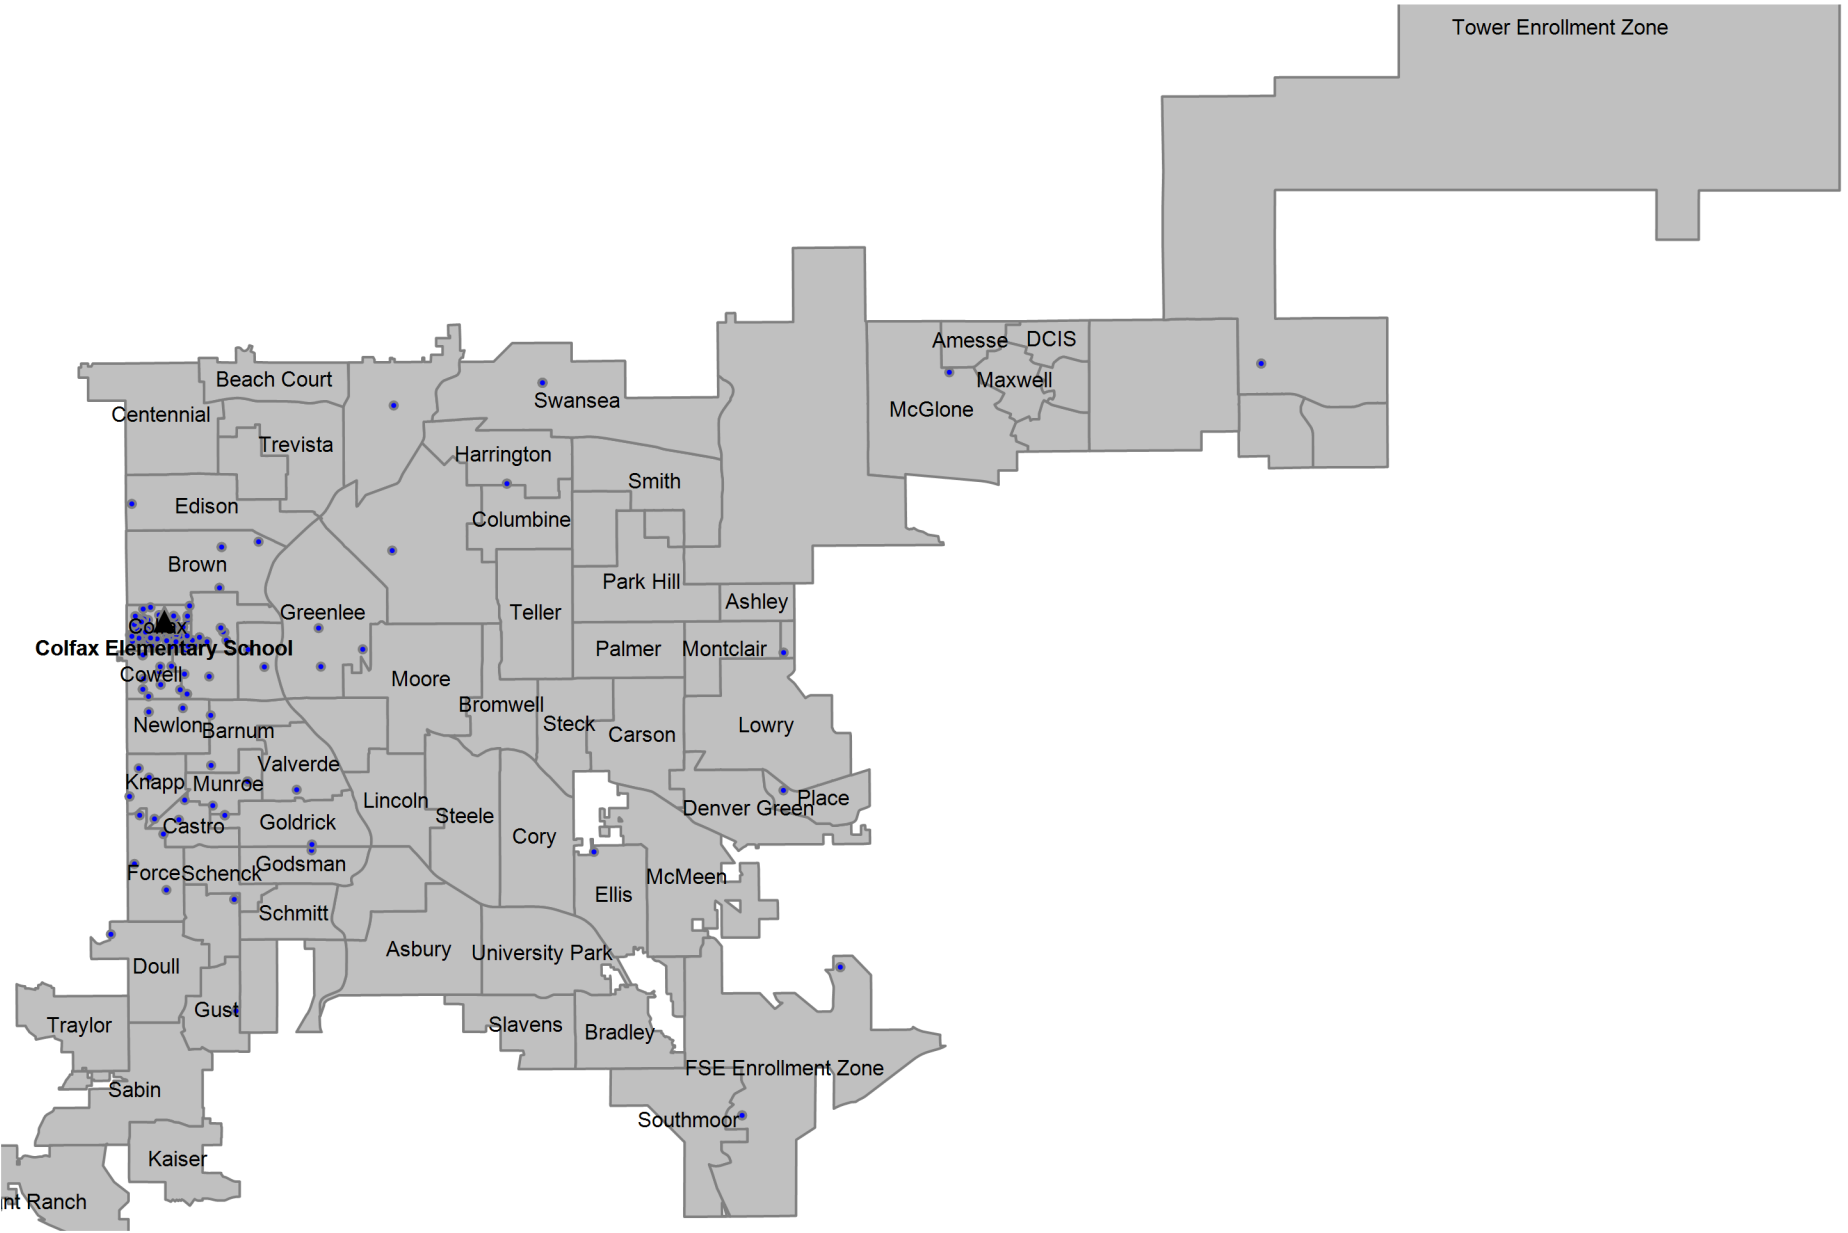 Tower Enrollment Zone
Amesse
DCIS
Beach Court
Maxwell
Swansea
McGlone
Centennial
Trevista
Harrington
Smith
Edison
Columbine
Brown
Park Hill
Ashley
Greenlee
Teller
Colfax
Colfax Elementary School
Palmer
Montclair
Cowell
Moore
Bromwell
Newlon
Barnum
Steck
Carson
Lowry
Valverde
Knapp
Munroe
Lincoln
Place
Denver Green
Steele
Castro
Goldrick
Cory
Force
Schenck
Godsman
McMeen
Ellis
Schmitt
Asbury
University Park
Doull
Gust
Traylor
Slavens
Bradley
FSE Enrollment Zone
Sabin
Southmoor
Kaiser
nt Ranch